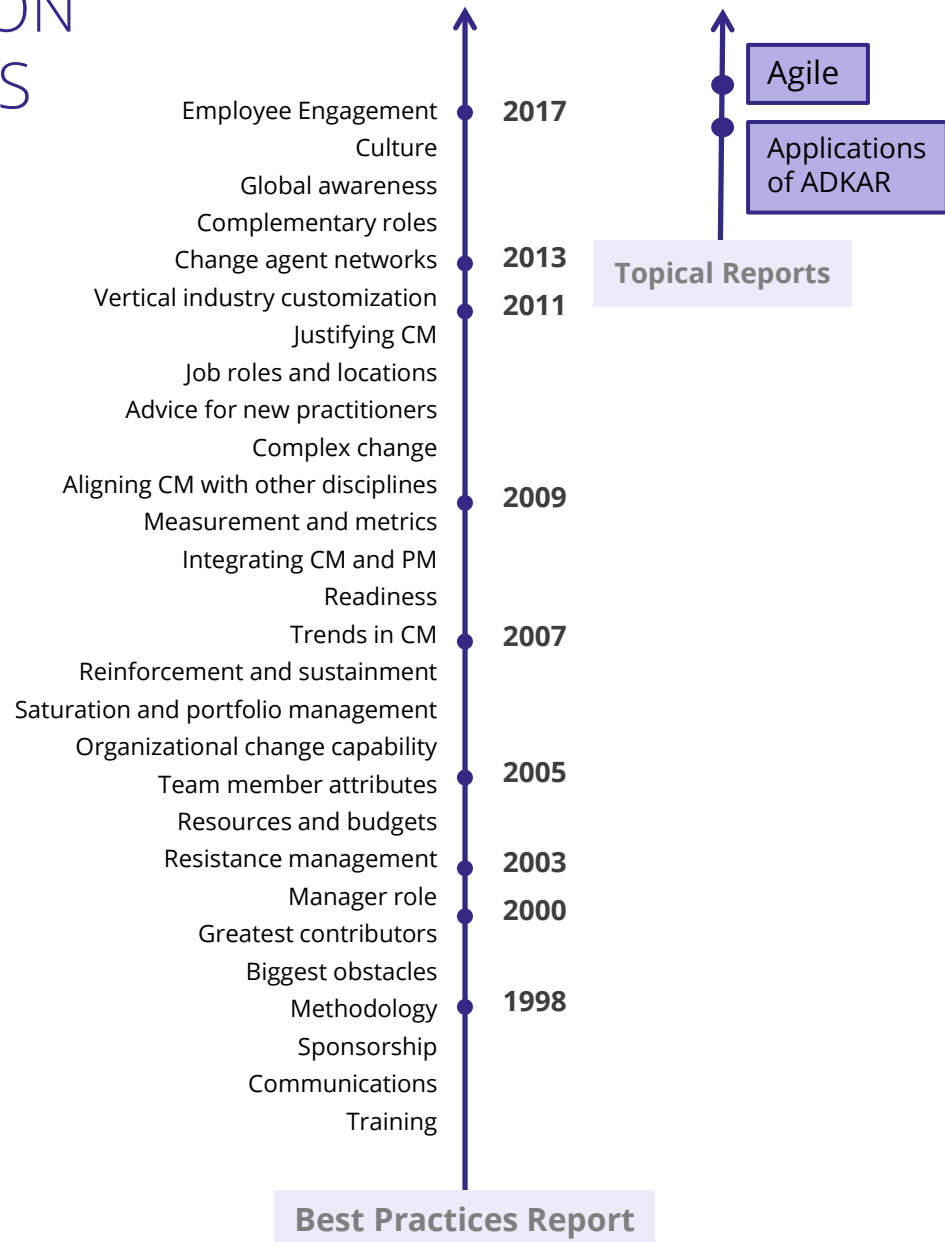 ON
S
Employee Engagement
Culture
Global awareness
Complementary roles
Change agent networks
Vertical industry customization
Justifying CM
Job roles and locations
Advice for new practitioners
Complex change
Aligning CM with other disciplines
Measurement and metrics
Integrating CM and PM
Readiness
Trends in CM
Reinforcement and sustainment
Saturation and portfolio management
Organizational change capability
Team member attributes
Resources and budgets
Resistance management
Manager role
Greatest contributors
Biggest obstacles
Methodology
Sponsorship
Communications
Training
2017
2013
2011
2009
2007
2005
2003
2000
1998
Best Practices Report
Agile
Applications
of ADKAR
Topical Reports